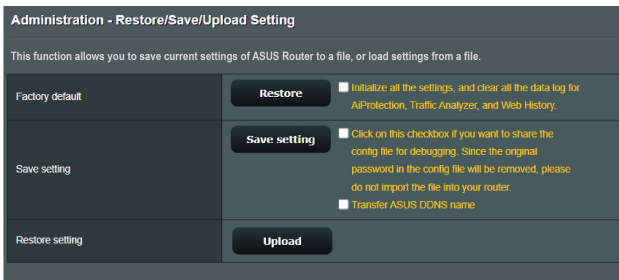 Administration - Restore/Save/Upload Setting
This function allows you to save current settings of ASUS Router to a file, or load settings from a file.
Factory default
Restore
Initialize all the settings, and clear all the data log for
AiProtection, Traffic Analyzer, and Web History.
Save setting
Save setting
Click on this checkbox if you want to share the
config file for debugging. Since the original
password in the config file will be removed, please
do not import the file into your router.
Transfer ASUS DDNS name
Restore setting
Upload